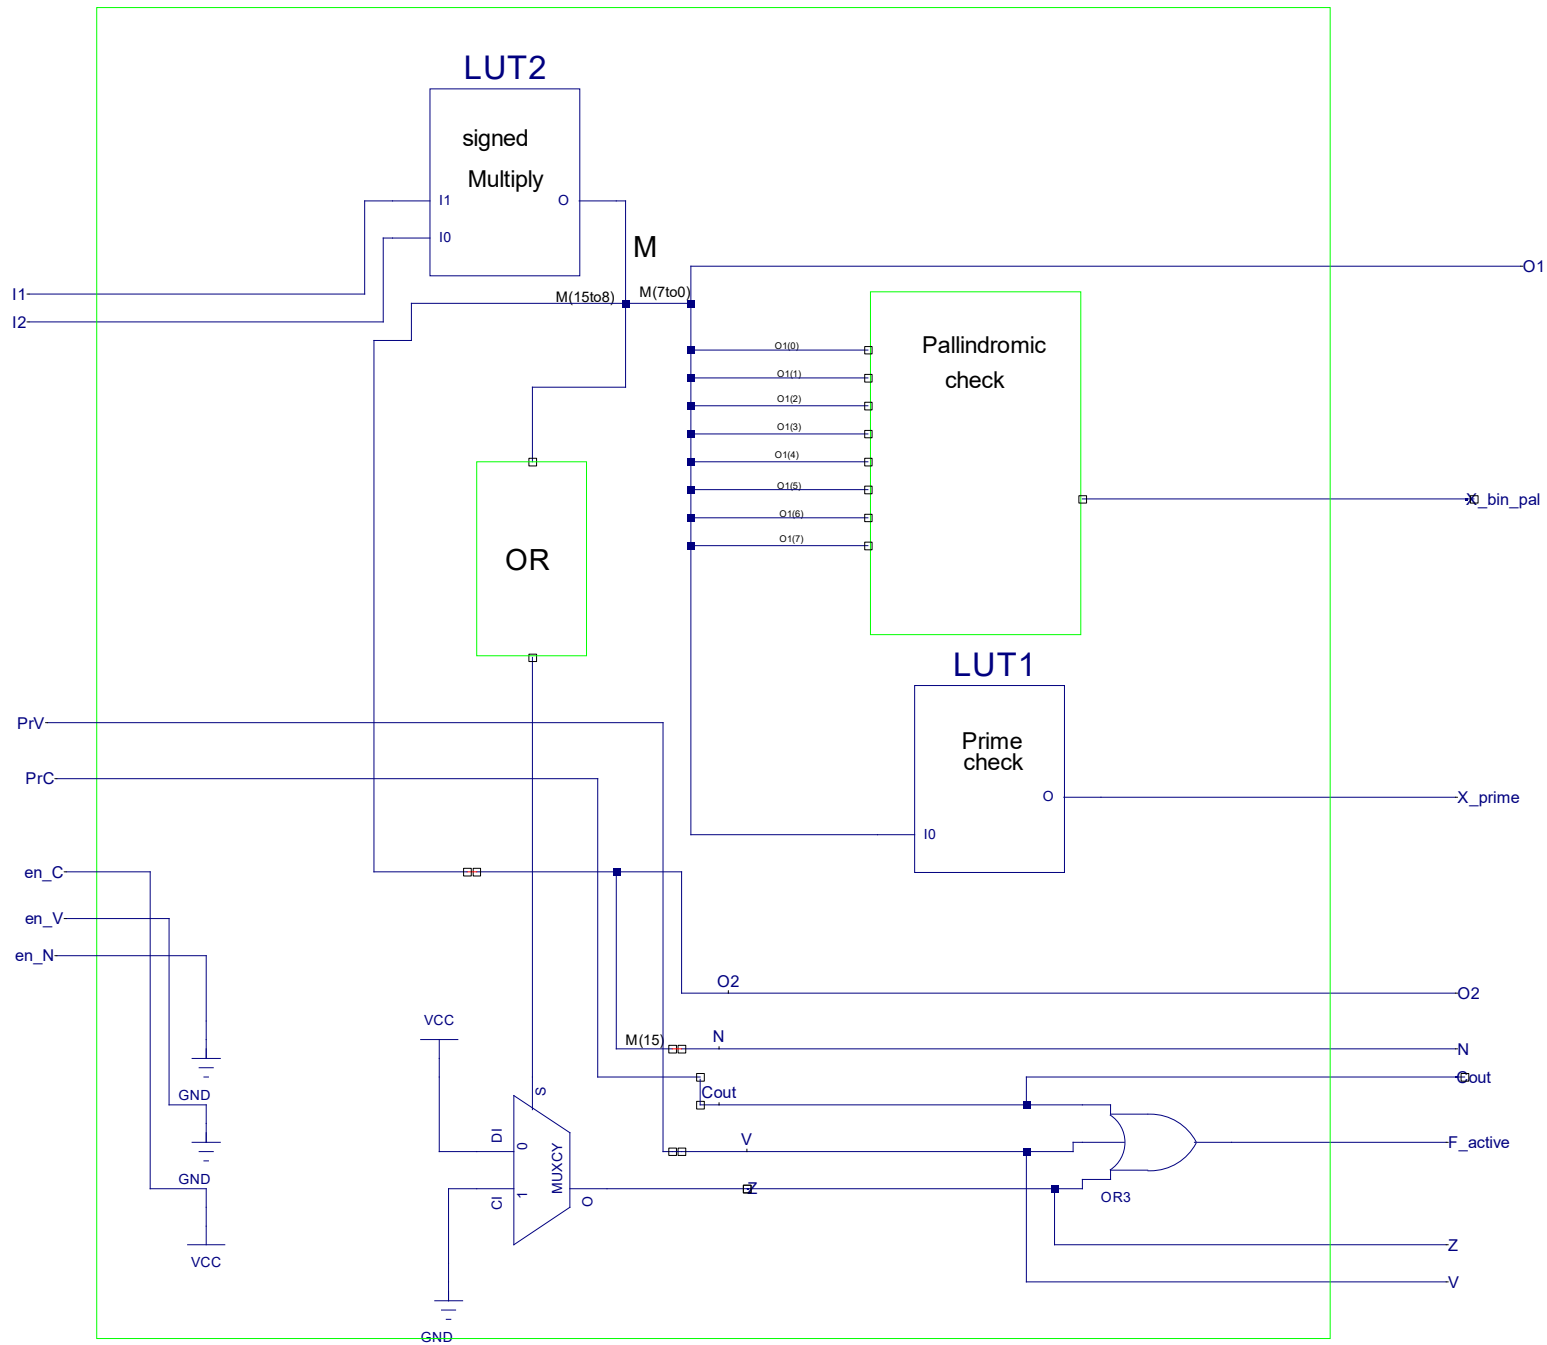 LUT2
signed
Multiply
I1
O
I0
M
I1
I2
M(15to8)
M(7to0)
O1
Pallindromic
check
O1(0)
O1(1)
O1(2)
O1(3)
O1(4)
O1(5)
O1(6)
O1(7)
X_bin_pal
OR
LUT1
Prime
check
O
I0
X_prime
PrV
PrC
en_C
en_V
en_N
O2
O2
VCC
M(15)
N
N
GND
Cout
Cout
S
DI
0
MUXCY
V
F_active
GND
CI
1
O
Z
OR3
VCC
Z
V
GND